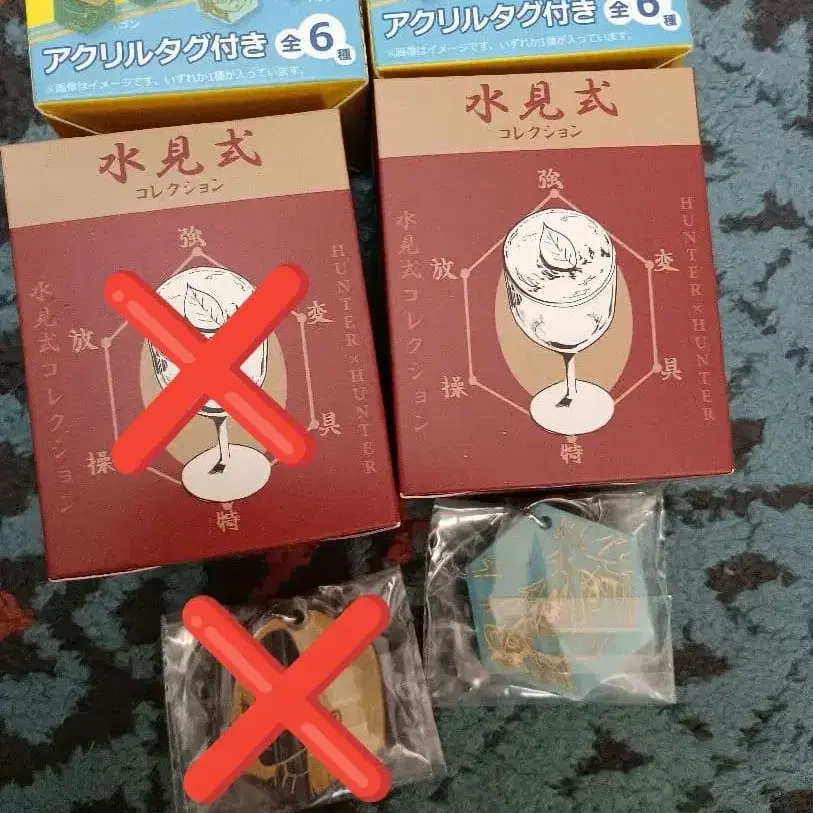 ゴン
アクリルタグ付き 全6種
※画像はイメージです。いずれか1種が入っています。
アクリルタグ付き 全6種
※画像はイメージです。いずれか1種が入っています。
水見式
コレクション
強
変
具
特
操
放
水見式コレクション
HUNTER×HUNTER
水見式
コレクション
強
変
具
特
操
放
水見式コレクション
HUNTER×HUNTER